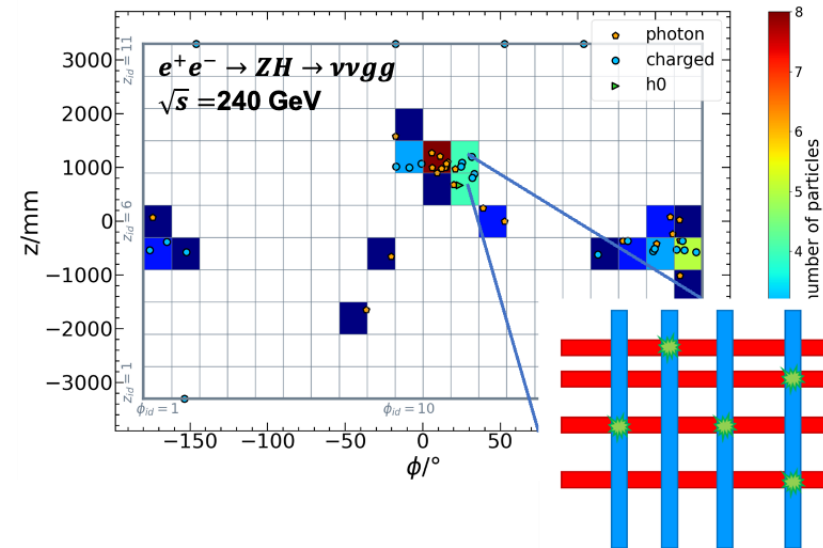 photon
charged
h0
e⁺e⁻ → ZH → ννgg
√s =240 GeV
z_id = 11
z_id = 6
z_id = 1
ϕ_id = 1
ϕ_id = 10
3000
2000
1000
0
−1000
−2000
−3000
z/mm
−150
−100
−50
0
50
ϕ/°
8
7
6
5
4
number of particles